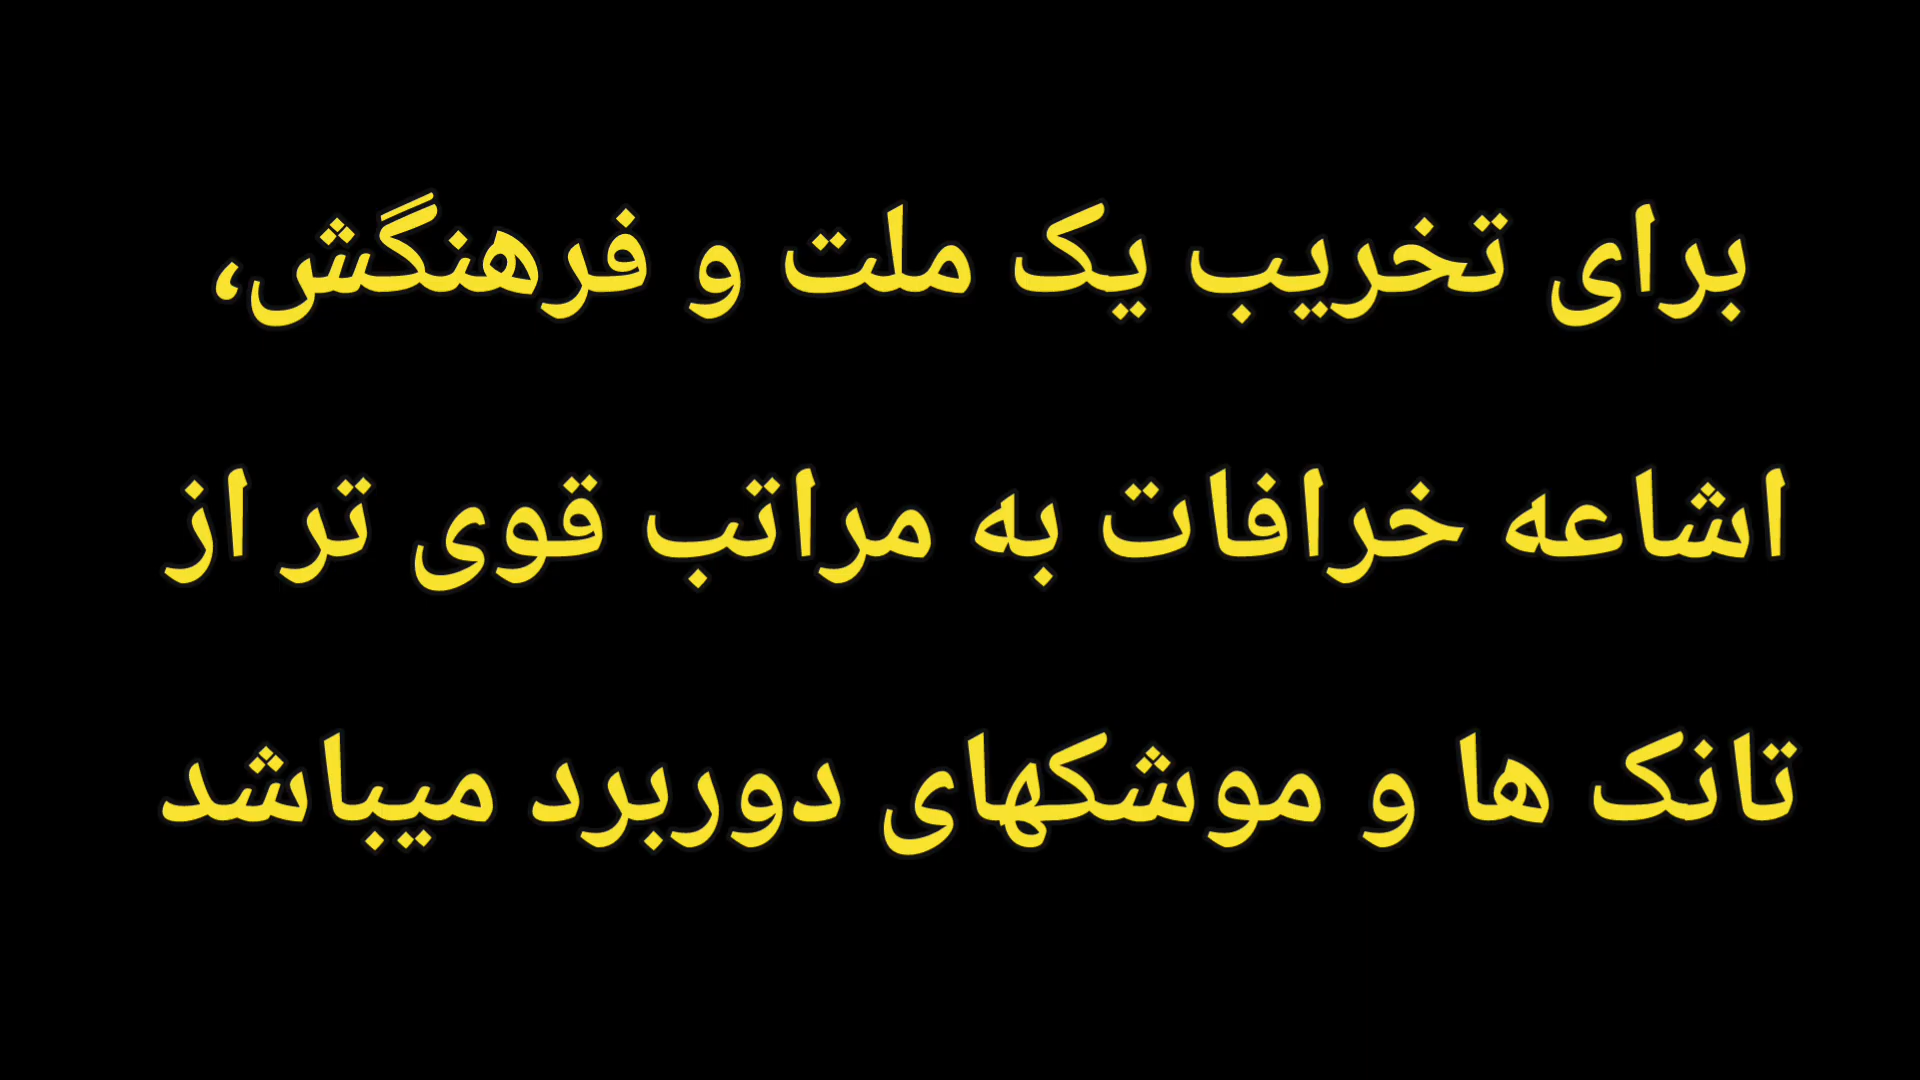 برای تخریب یک ملت و فرهنگش،
اشاعه خرافات به مراتب قوی تر از
تانک ها و موشکهای دوربرد میباشد